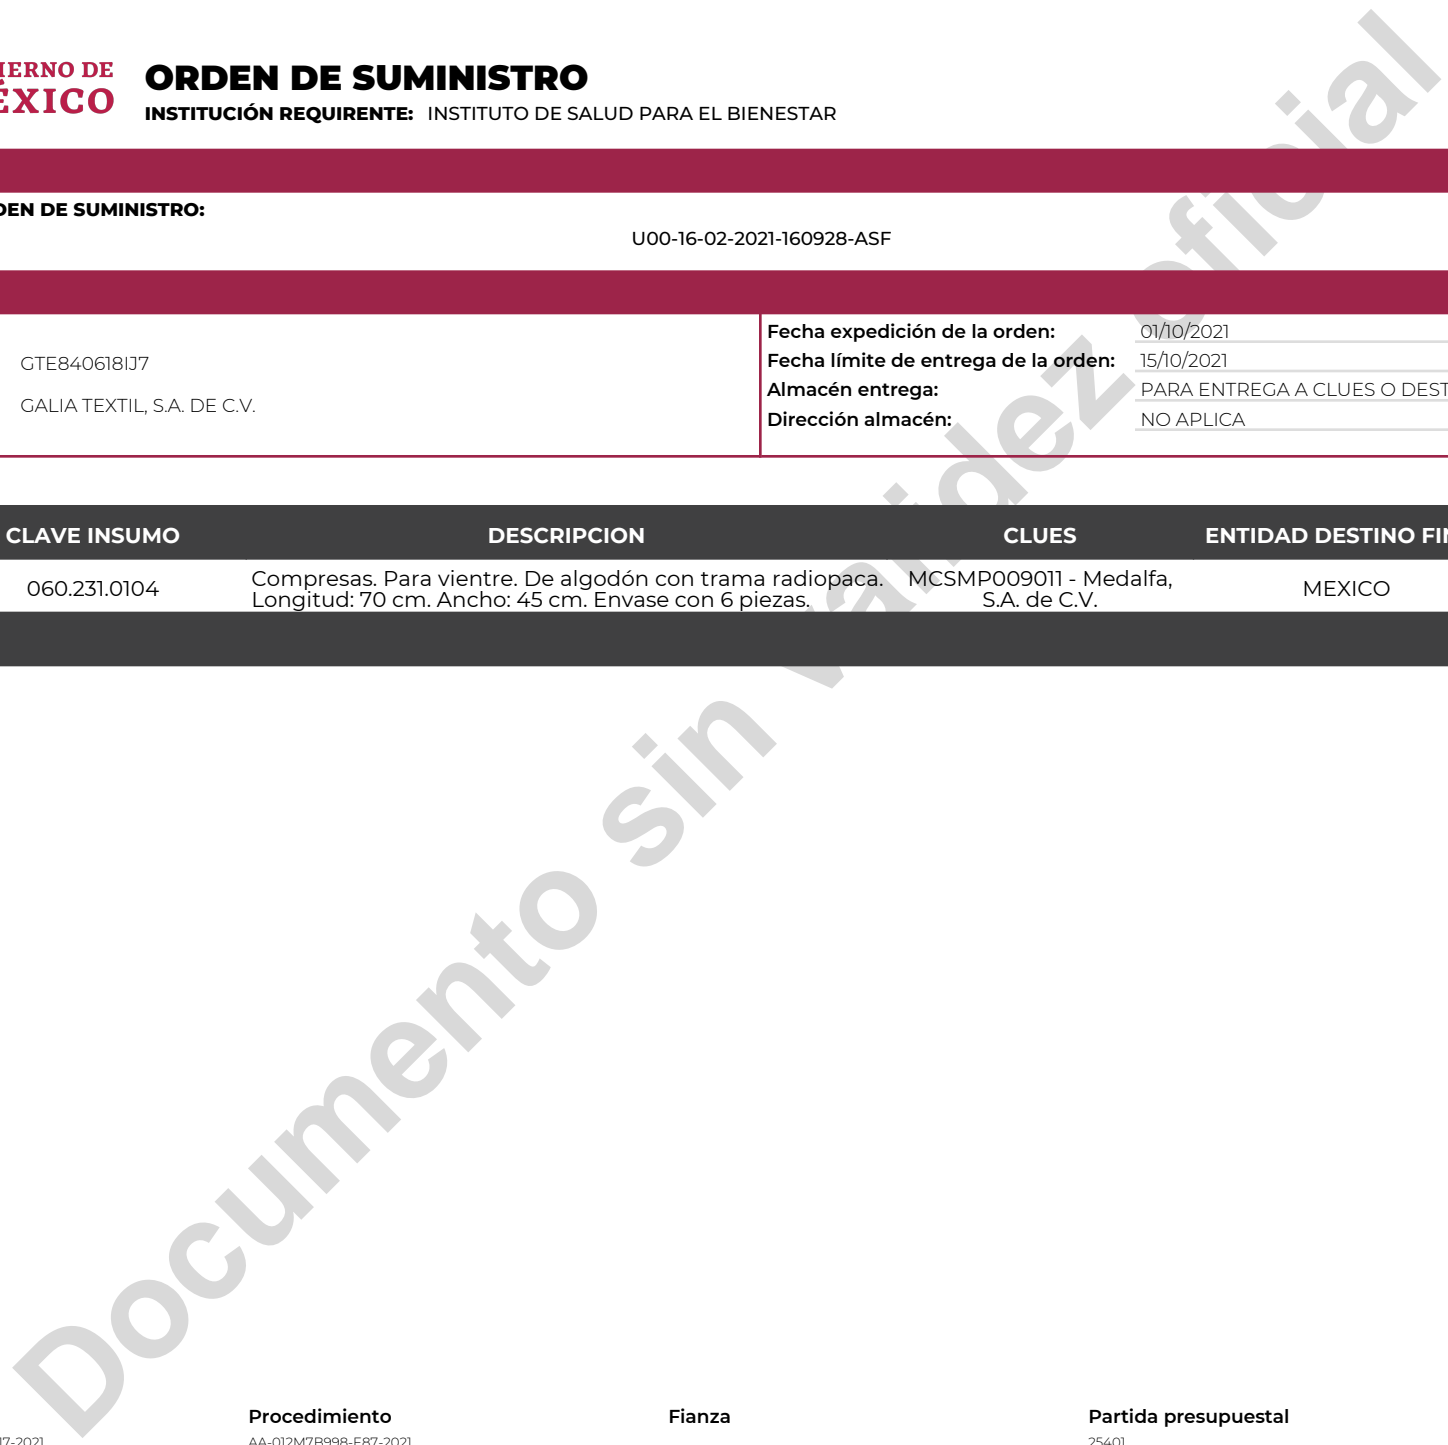 ORDEN DE SUMINISTRO
INSTITUCIÓN REQUIRENTE: INSTITUTO DE SALUD PARA EL BIENESTAR
DE SUMINISTRO:
U00-16-02-2021-160928-ASF
GTE840618IJ7
GALIA TEXTIL, S.A. DE C.V.
Fecha expedición de la orden: 01/10/2021
Fecha límite de entrega de la orden: 15/10/2021
Almacén entrega: PARA ENTREGA A CLUES O DEST
Dirección almacén: NO APLICA
CLAVE INSUMO DESCRIPCION CLUES ENTIDAD DESTINO FIN
060.231.0104 Compresas. Para vientre. De algodón con trama radiopaca. Longitud: 70 cm. Ancho: 45 cm. Envase con 6 piezas. MCSMP009011 - Medalfa, S.A. de C.V. MEXICO
Documento sin validez oficial
Procedimiento Fianza Partida presupuestal
17-2021 AA-012M7B998-E87-2021 25401